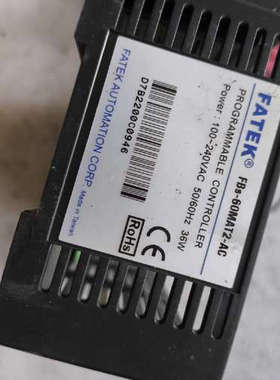 FATEK®
FBs-60MAT2-AC
PROGRAMMABLE CONTROLLER
Power: 100~240VAC 50/60Hz 36W
D7B2200C0946
CE
RoHS
FATEK AUTOMATION CORP.
Made in Taiwan